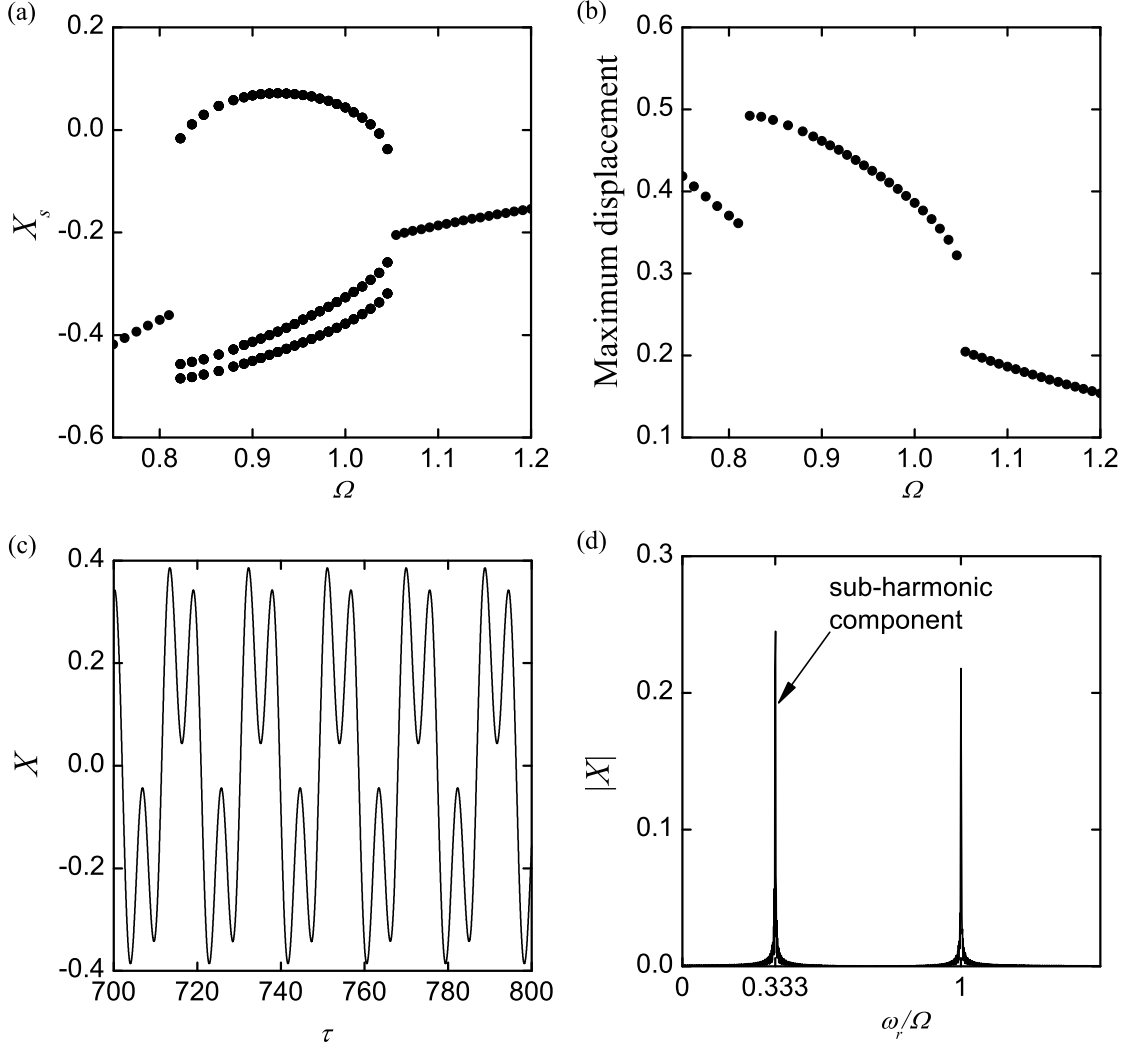 (a)
0.2
0.0
-0.2
-0.4
-0.6
X_s
0.8 0.9 1.0 1.1 1.2
Ω
(b)
0.6
0.5
0.4
0.3
0.2
0.1
Maximum displacement
0.8 0.9 1.0 1.1 1.2
Ω
(c)
0.4
0.2
0.0
-0.2
-0.4
X
700 720 740 760 780 800
τ
(d)
0.3
0.2
0.1
0.0
|X|
sub-harmonic
component
0 0.333 1
ω_r/Ω